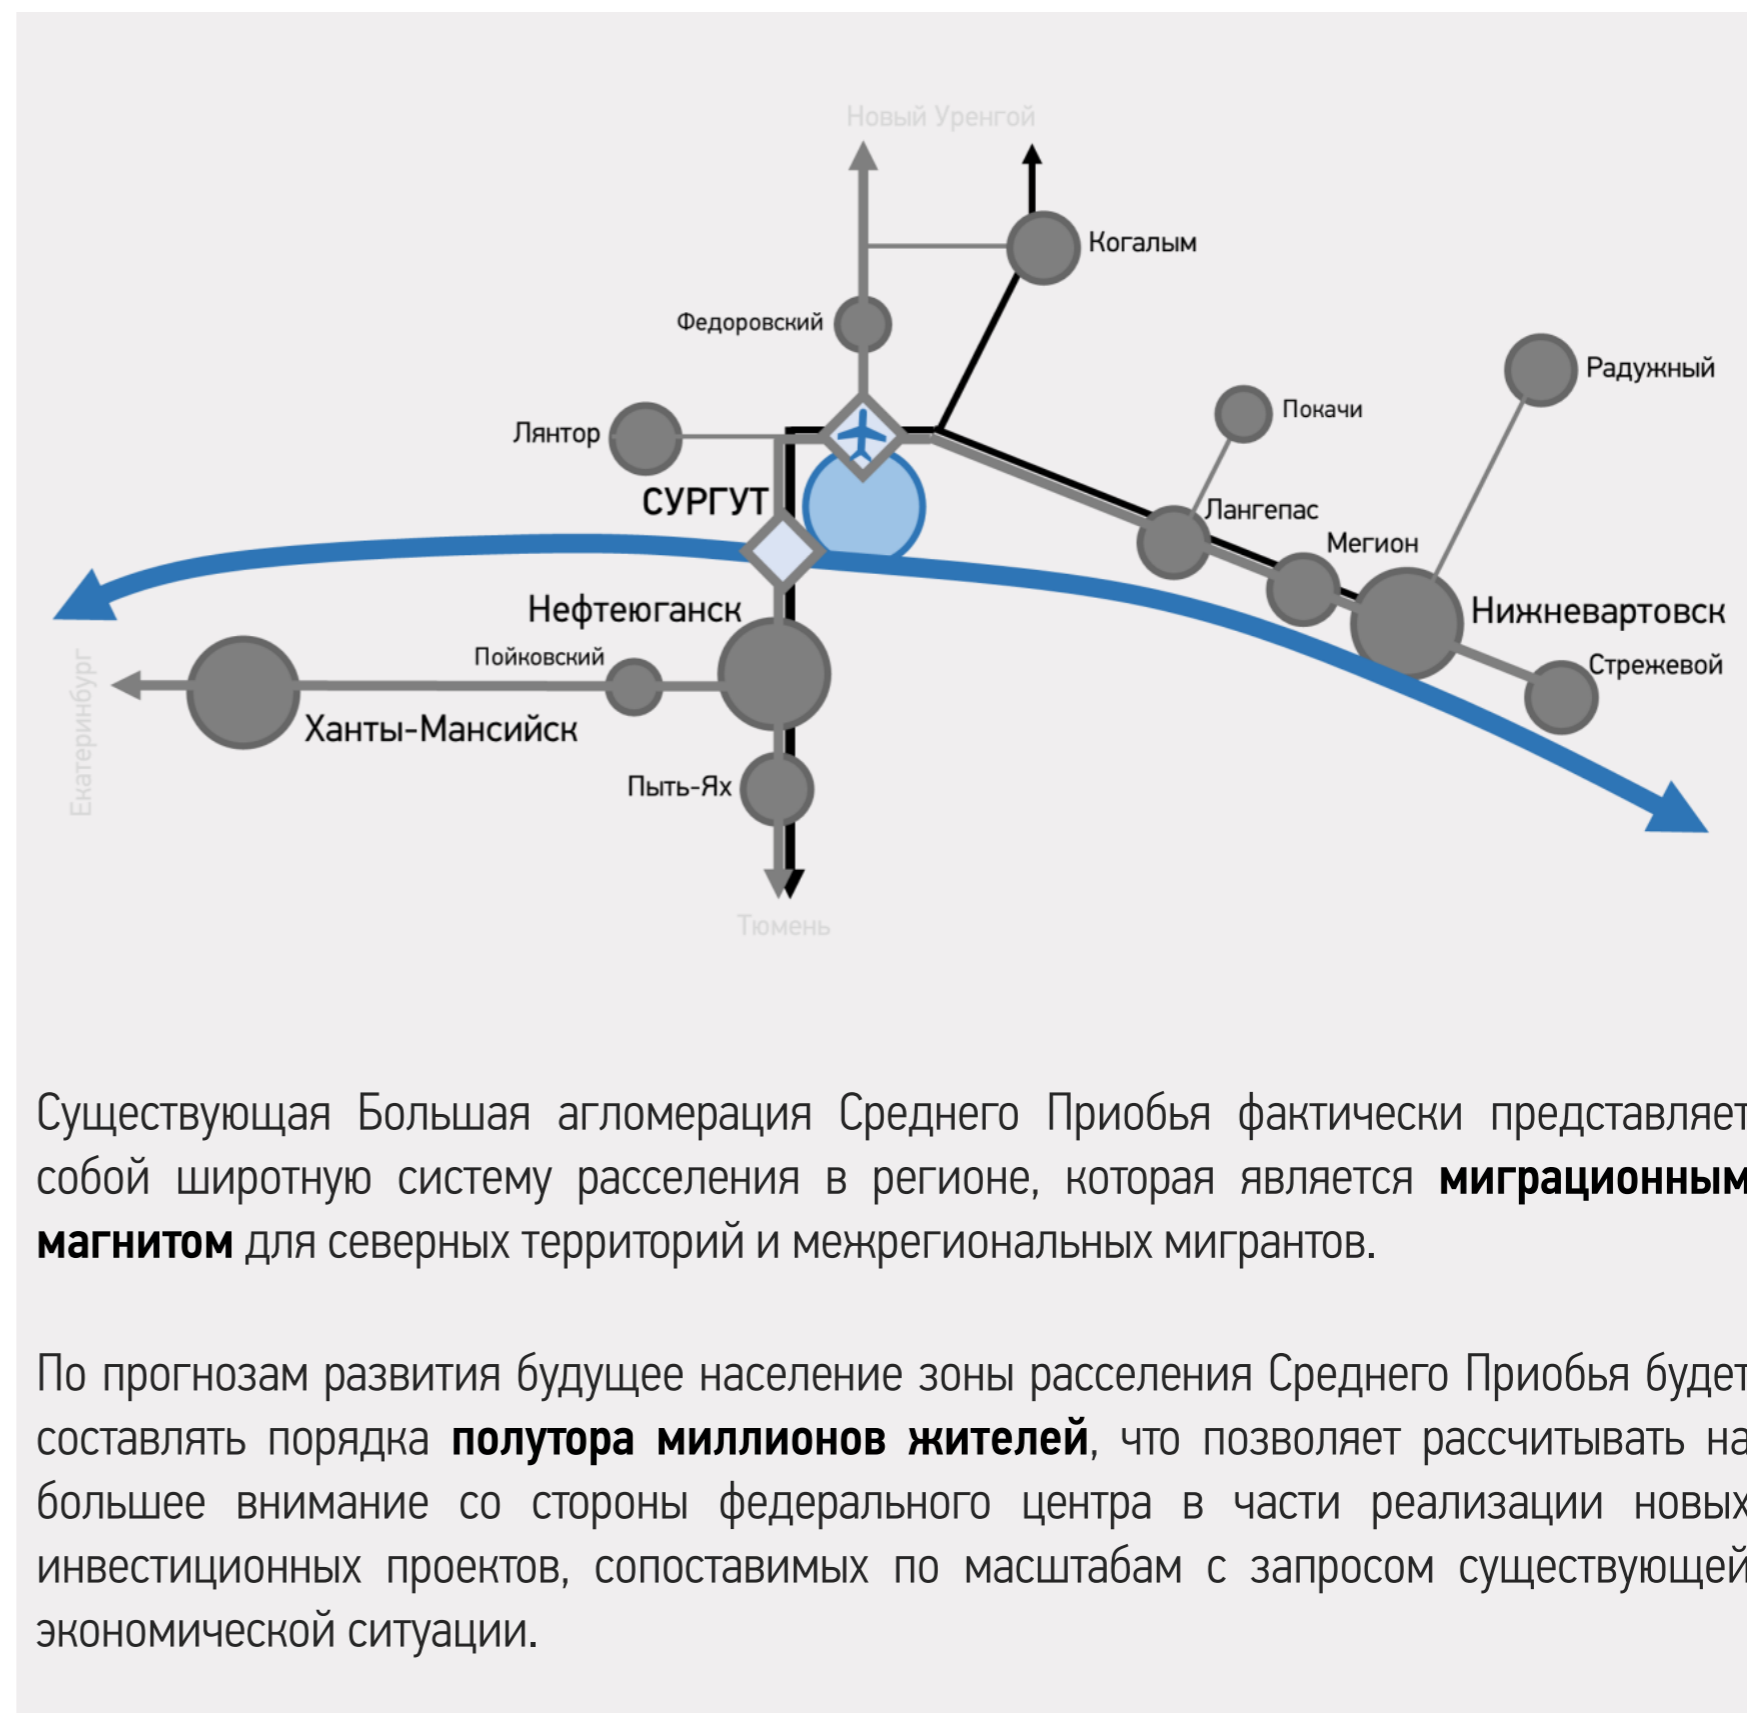 Новый Уренгой
Когалым
Федоровский
Радужный
Покачи
Лянтор
СУРГУТ
Лангепас
Мегион
Нефтеюганск
Нижневартовск
Пойковский
Стрежевой
Екатеринбург
Ханты-Мансийск
Пыть-Ях
Тюмень
Существующая Большая агломерация Среднего Приобья фактически представляет
собой широтную систему расселения в регионе, которая является миграционным
магнитом для северных территорий и межрегиональных мигрантов.
По прогнозам развития будущее население зоны расселения Среднего Приобья будет
составлять порядка полутора миллионов жителей, что позволяет рассчитывать на
большее внимание со стороны федерального центра в части реализации новых
инвестиционных проектов, сопоставимых по масштабам с запросом существующей
экономической ситуации.